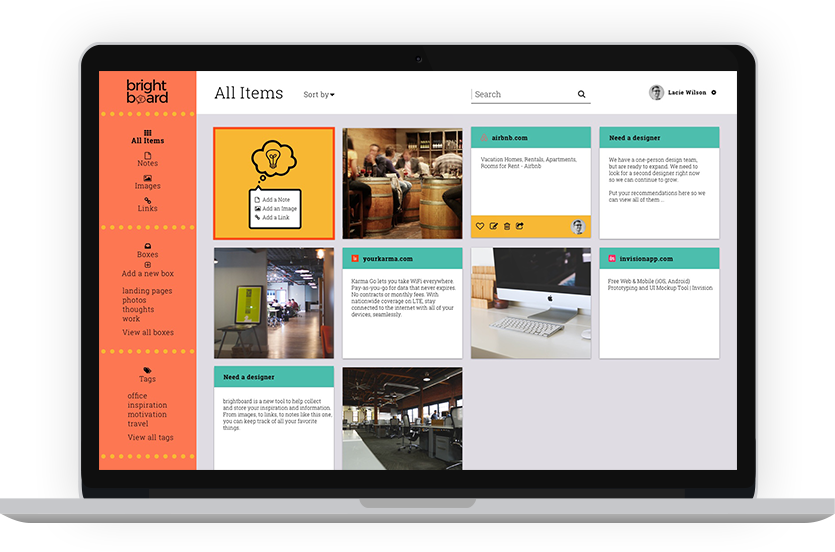 bright
board
All Items
Notes
Images
Links
Boxes
Add a new box
landing pages
photos
thoughts
work
View all boxes
Tags
office
inspiration
motivation
travel
View all tags
All Items
Sort by
Search
Lacie Wilson
Add a Note
Add an Image
Add a Link
airbnb.com
Vacation Homes, Rentals, Apartments,
Rooms for Rent - Airbnb
Need a designer
We have a one-person design team,
but are ready to expand. We need to
look for a second designer right now
so we can continue to grow.
Put your recommendations here so we
can view all of them...
yourkarma.com
Karma Go lets you take WiFi everywhere.
Pay-as-you-go for data that never expires.
No contracts or monthly fees. With
nationwide coverage on LTE, stay
connected to the internet with all of your
devices, seamlessly.
in
invisionapp.com
Free Web & Mobile (iOS, Android)
Prototyping and UI Mockup Tool | Invision
Need a designer
brightboard is a new tool to help collect
and store your inspiration and information.
From images, to links, to notes like this one,
you can keep track of all your favorite
things.